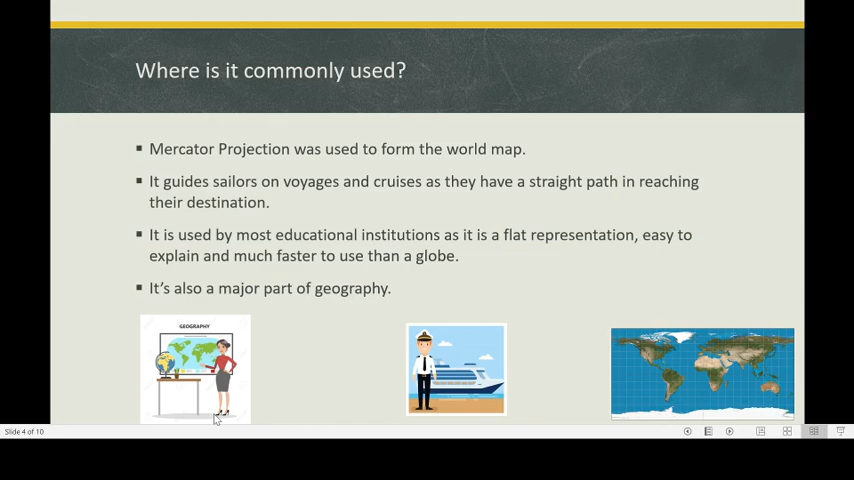 Where is it commonly used?
▪ Mercator Projection was used to form the world map.
▪ It guides sailors on voyages and cruises as they have a straight path in reaching
their destination.
▪ It is used by most educational institutions as it is a flat representation, easy to
explain and much faster to use than a globe.
▪ It’s also a major part of geography.
GEOGRAPHY
Slide 4 of 10